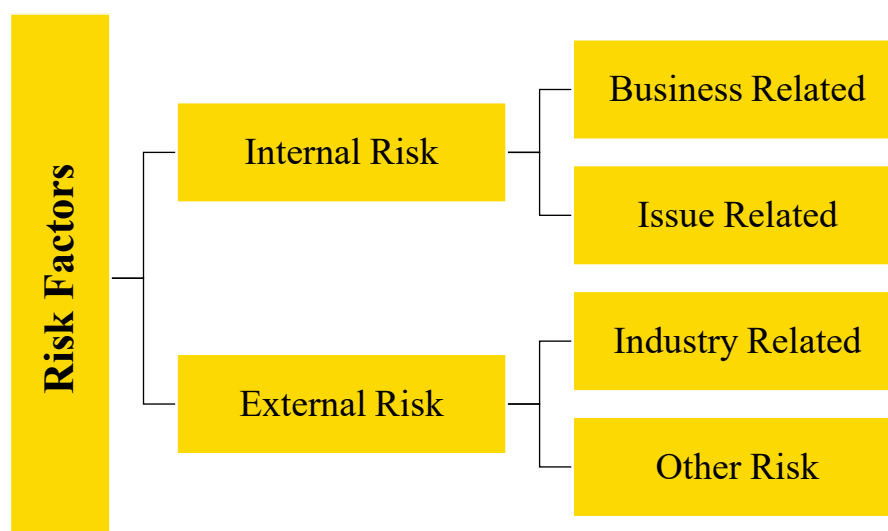 Risk Factors
Internal Risk
Business Related
Issue Related
External Risk
Industry Related
Other Risk